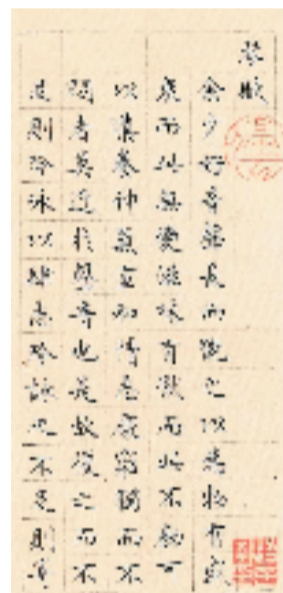 琴賦
余少好音聲長而翫之以為物有盛
衰而此無變滋味有猒而此不勌可
以導養神氣宣和情志處窮獨而不
悶者莫近於音聲也是故復之而不
足則吟詠以肆志吟詠之不足則寄